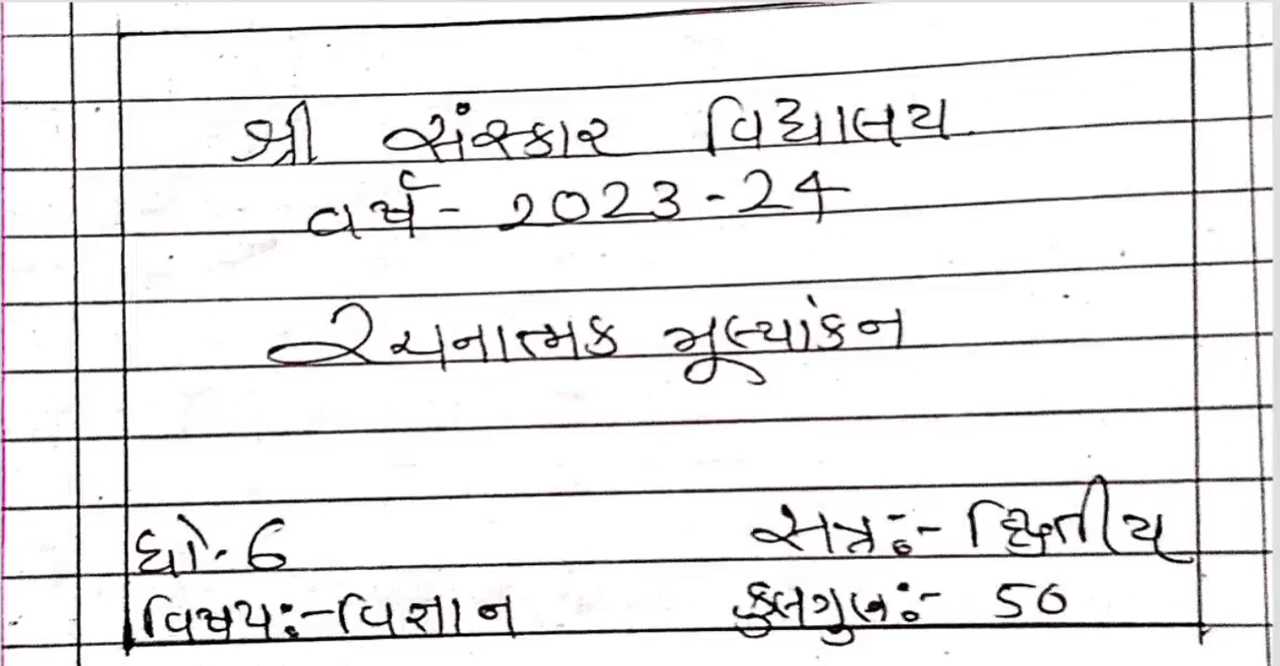 શ્રી સંસ્કાર વિદ્યાલય
વર્ષ - 2023-24
રચનાત્મક મૂલ્યાંકન
ધો. 6 સત્ર:- દ્વિતીય
વિષય:- વિજ્ઞાન કુલગુણ:- 50